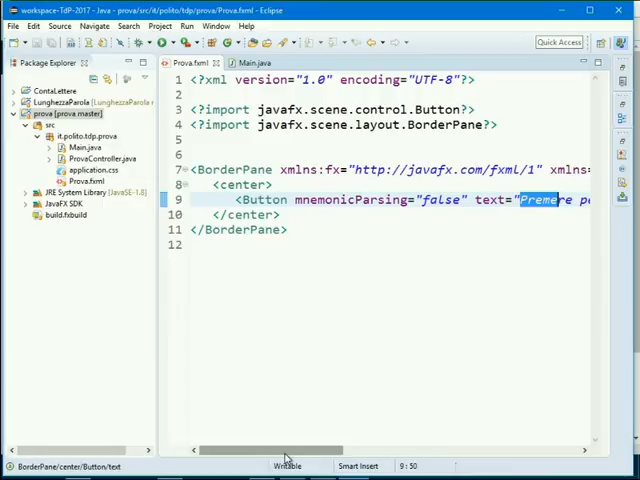 workspace-TdP-2017 - Java - prova/src/it/polito/tdp/prova/Prova.fxml - Eclipse
File Edit Source Navigate Search Project Run Window Help
Quick Access
Package Explorer
ContaLettere
LunghezzaParola
prova [prova master]
src
it.polito.tdp.prova
Main.java
ProvaController.java
application.css
Prova.fxml
JRE System Library [JavaSE-1.8]
JavaFX SDK
build.fxbuild
Prova.fxml Main.java
1 <?xml version="1.0" encoding="UTF-8"?>
2
3 <?import javafx.scene.control.Button?>
4 <?import javafx.scene.layout.BorderPane?>
5
6
7 <BorderPane xmlns:fx="http://javafx.com/fxml/1" xmlns=
8 <center>
9 <Button mnemonicParsing="false" text="Premere pe
10 </center>
11 </BorderPane>
12
BorderPane/center/Button/text Writable Smart Insert 9 : 50